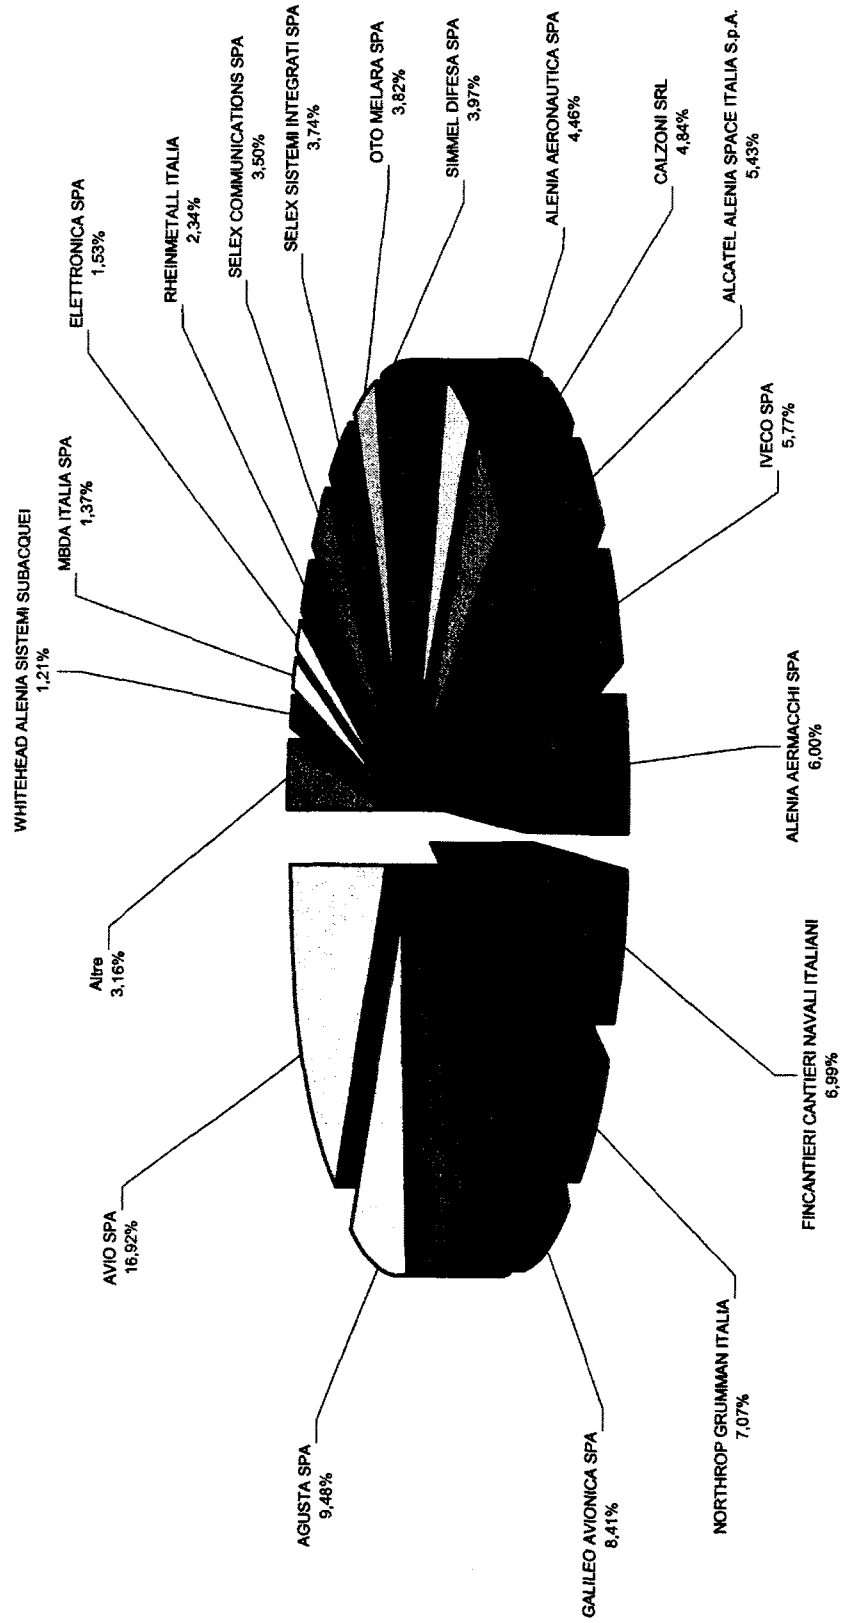 WHITEHEAD ALENIA SISTEMI SUBACQUEI
1,21%
MBDA ITALIA SPA
1,37%
ELETTRONICA SPA
1,53%
RHEINMETALL ITALIA
2,34%
SELEX COMMUNICATIONS SPA
3,50%
SELEX SISTEMI INTEGRATI SPA
3,74%
OTO MELARA SPA
3,82%
SIMMEL DIFESA SPA
3,97%
ALENIA AERONAUTICA SPA
4,46%
CALZONI SRL
4,84%
ALCATEL ALENIA SPACE ITALIA S.p.A.
5,43%
IVECO SPA
5,77%
ALENIA AERMACCHI SPA
6,00%
FINCANTIERI CANTIERI NAVALI ITALIANI
6,99%
NORTHROP GRUMMAN ITALIA
7,07%
GALILEO AVIONICA SPA
8,41%
AGUSTA SPA
9,48%
AVIO SPA
16,92%
Altre
3,16%